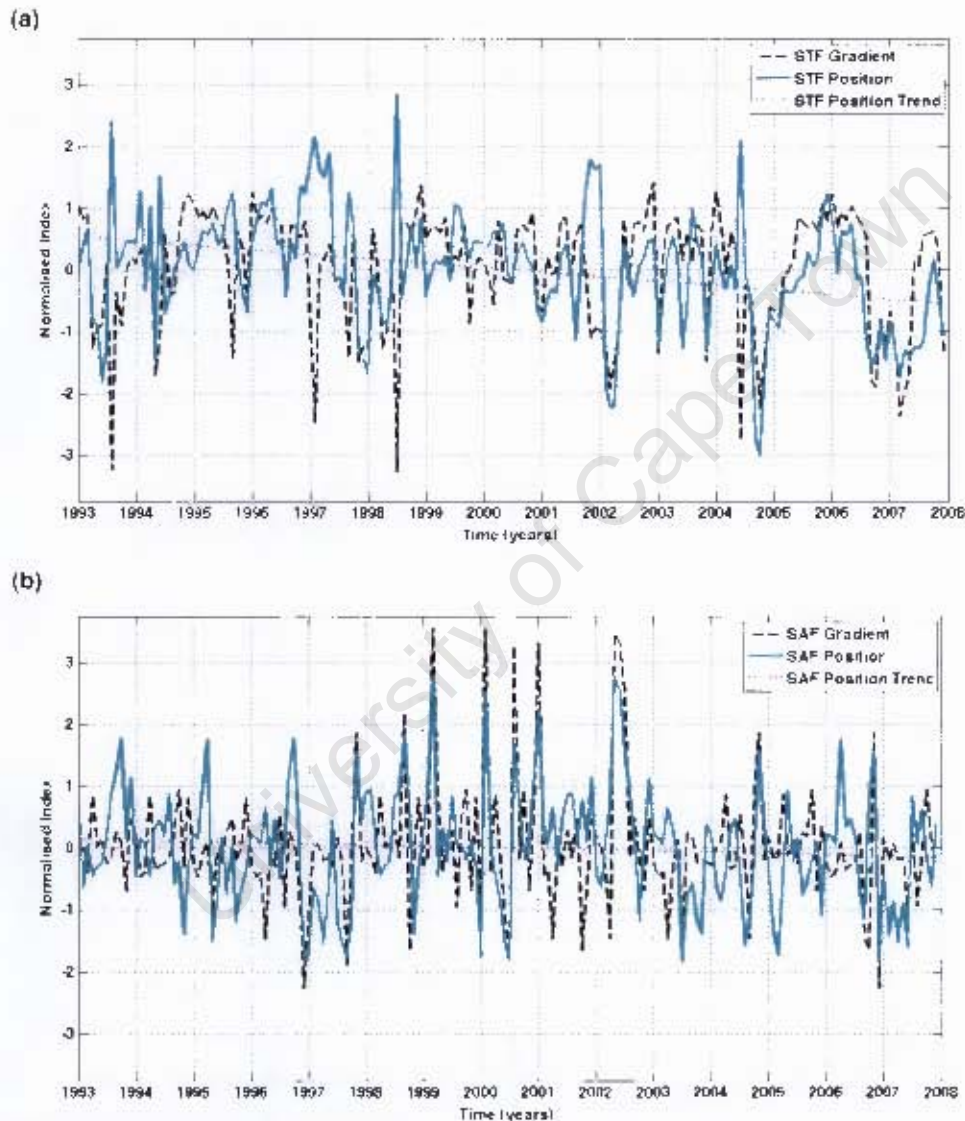 (a)
STF Gradient
STF Position
STF Position Trend
3
2
1
0
-1
-2
-3
Normalised Index
1993 1994 1995 1996 1997 1998 1999 2000 2001 2002 2003 2004 2005 2006 2007 2008
Time (years)
University of Cape Town
(b)
SAF Gradient
SAF Position
SAF Position Trend
3
2
1
0
-1
-2
-3
Normalised Index
1993 1994 1995 1996 1997 1998 1999 2000 2001 2002 2003 2004 2005 2006 2007 2008
Time (years)